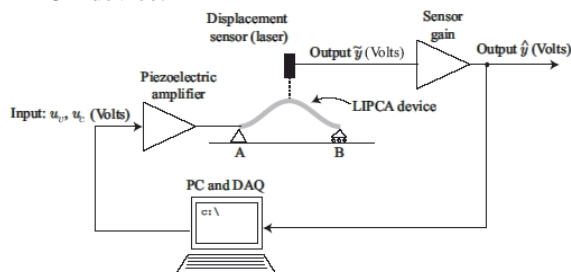 Displacement
sensor (laser)
Sensor
gain
Output ỹ (Volts)
Output ŷ (Volts)
Piezoelectric
amplifier
LIPCA device
Input: u_v, u_c (Volts)
A
B
PC and DAQ
c:\